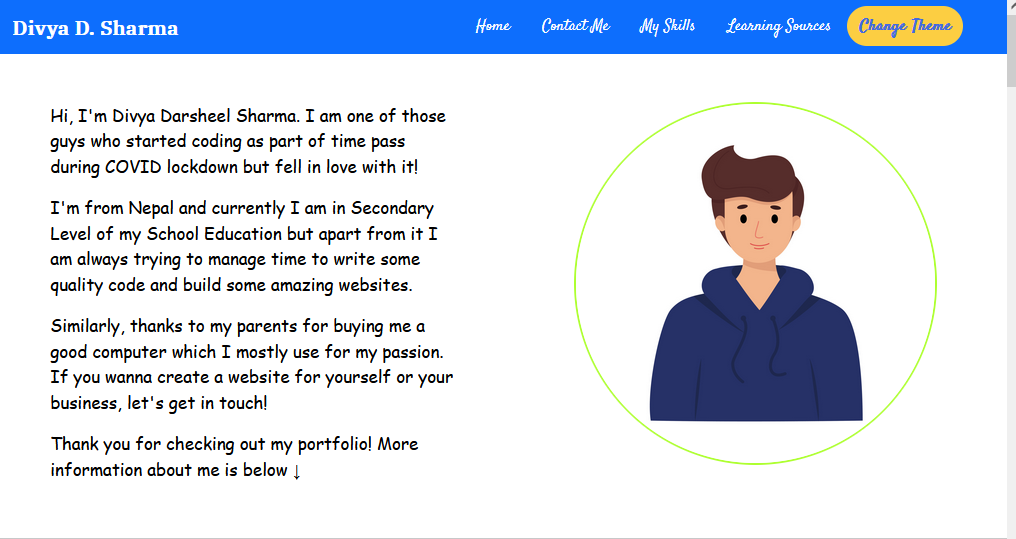 Divya D. Sharma
Home Contact Me My Skills Learning Sources Change Theme
Hi, I'm Divya Darsheel Sharma. I am one of those
guys who started coding as part of time pass
during COVID lockdown but fell in love with it!
I'm from Nepal and currently I am in Secondary
Level of my School Education but apart from it I
am always trying to manage time to write some
quality code and build some amazing websites.
Similarly, thanks to my parents for buying me a
good computer which I mostly use for my passion.
If you wanna create a website for yourself or your
business, let's get in touch!
Thank you for checking out my portfolio! More
information about me is below ↓